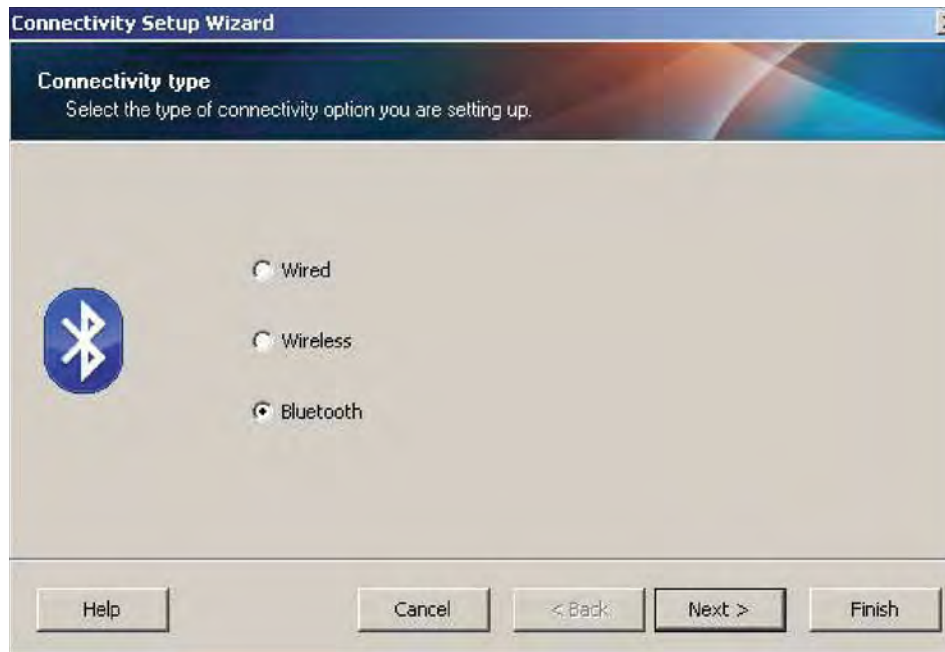 Connectivity Setup Wizard
Connectivity type
Select the type of connectivity option you are setting up.
Wired
Wireless
Bluetooth
Help Cancel < Back Next > Finish